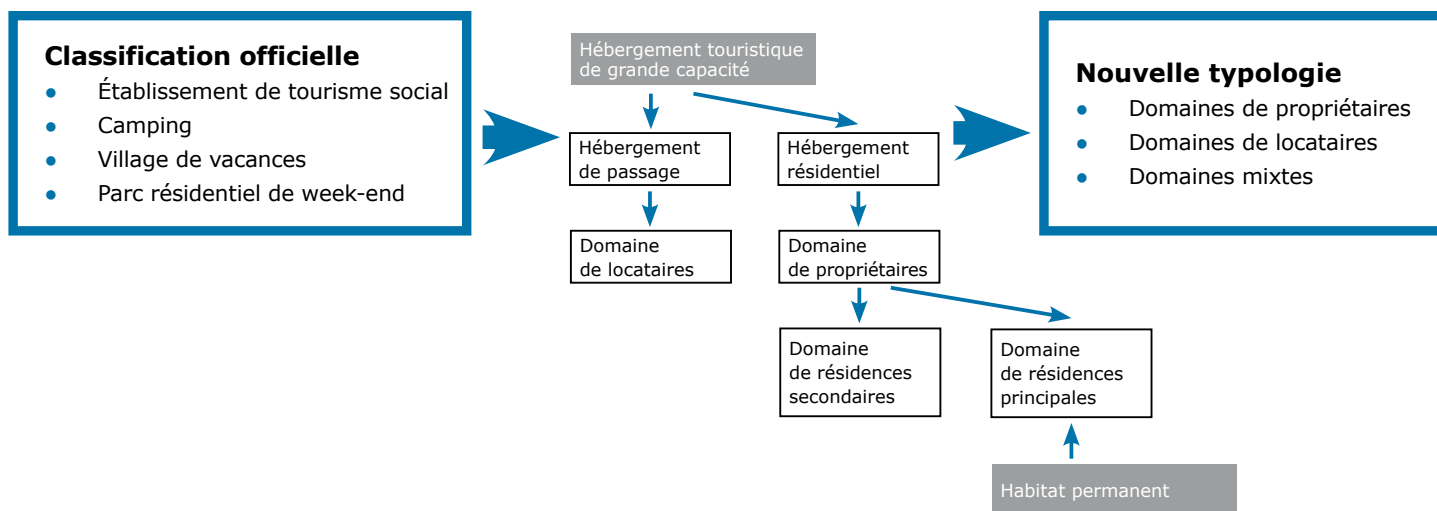 Classification officielle
● Établissement de tourisme social
● Camping
● Village de vacances
● Parc résidentiel de week-end
Hébergement touristique
de grande capacité
Hébergement
de passage
Hébergement
résidentiel
Domaine
de locataires
Domaine
de propriétaires
Domaine
de résidences
secondaires
Domaine
de résidences
principales
Habitat permanent
Nouvelle typologie
● Domaines de propriétaires
● Domaines de locataires
● Domaines mixtes